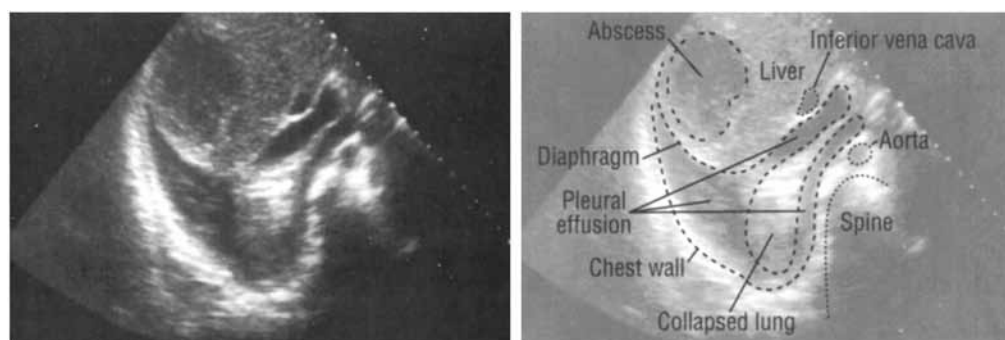 Abscess
Inferior vena cava
Liver
Diaphragm
Aorta
Pleural
effusion
Spine
Chest wall
Collapsed lung